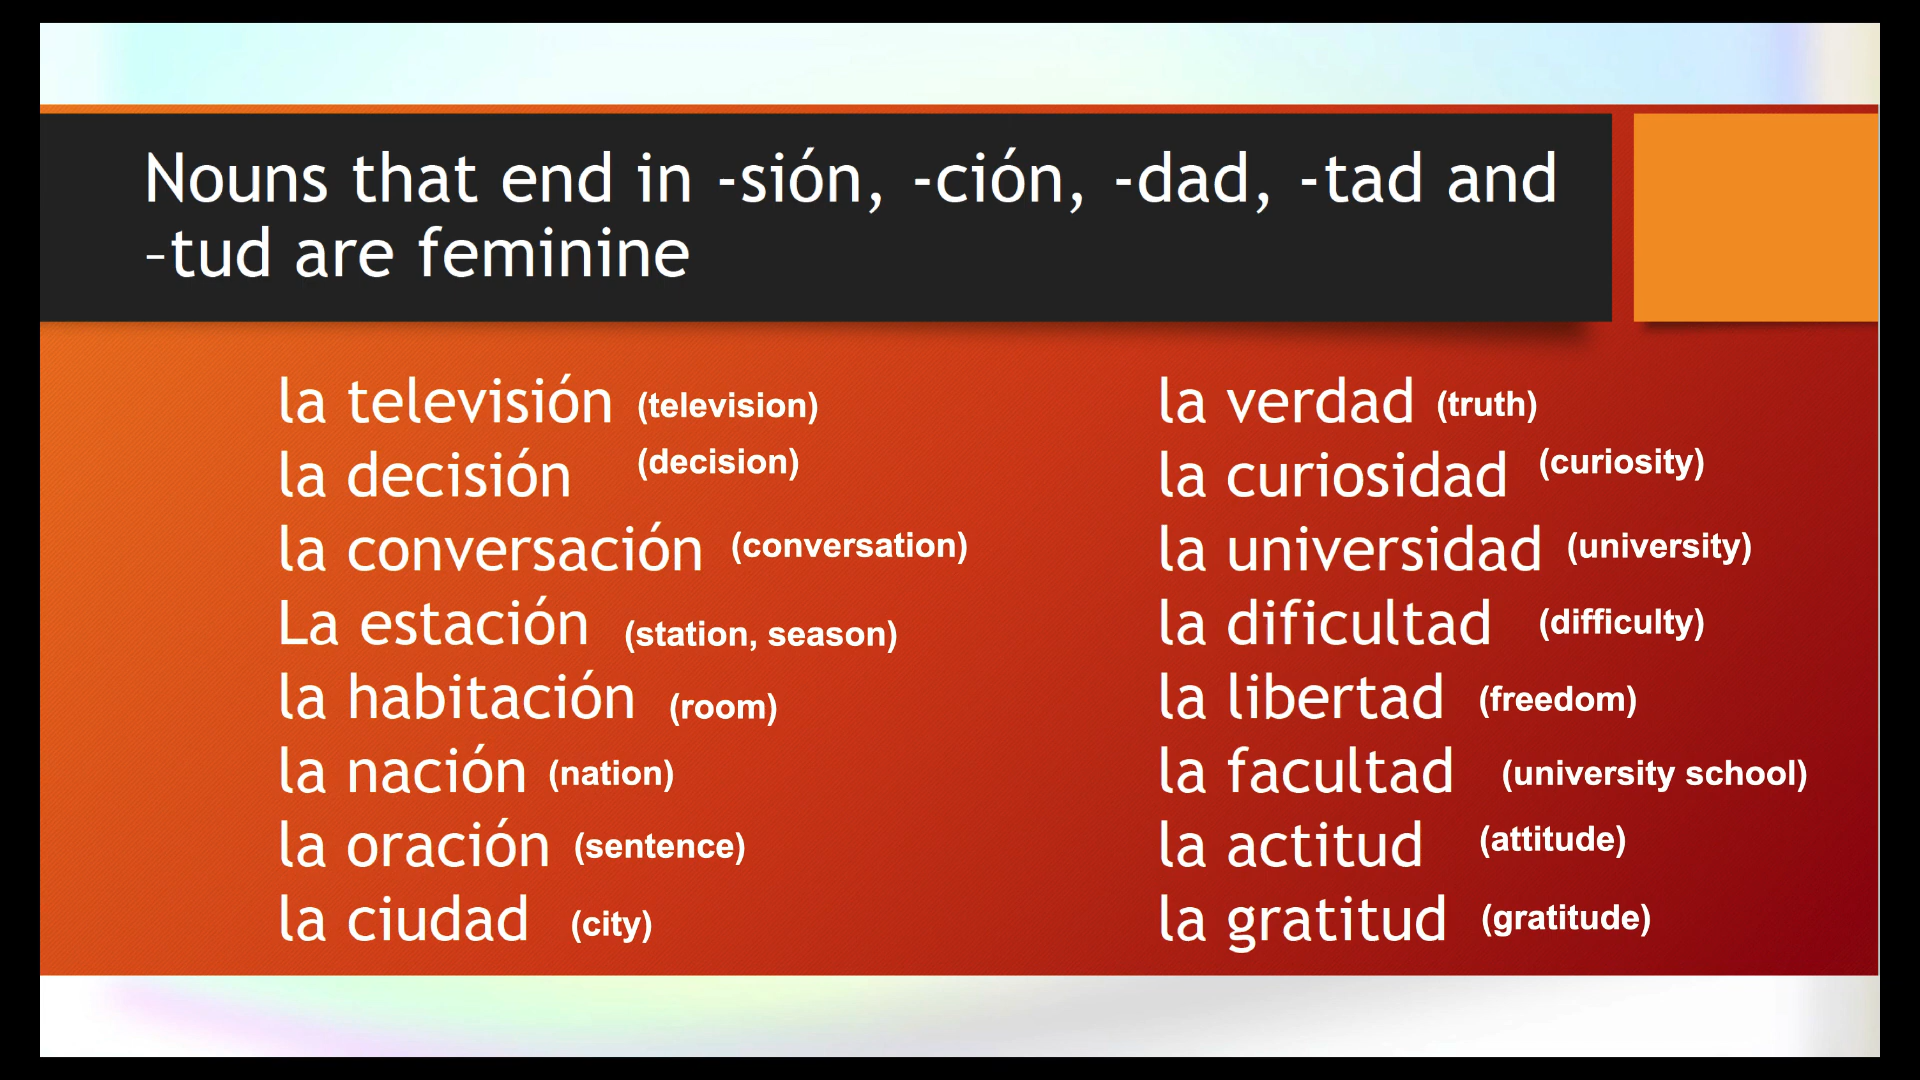 Nouns that end in -sión, -ción, -dad, -tad and
–tud are feminine
la televisión (television)
la decisión (decision)
la conversación (conversation)
La estación (station, season)
la habitación (room)
la nación (nation)
la oración (sentence)
la ciudad (city)
la verdad (truth)
la curiosidad (curiosity)
la universidad (university)
la dificultad (difficulty)
la libertad (freedom)
la facultad (university school)
la actitud (attitude)
la gratitud (gratitude)